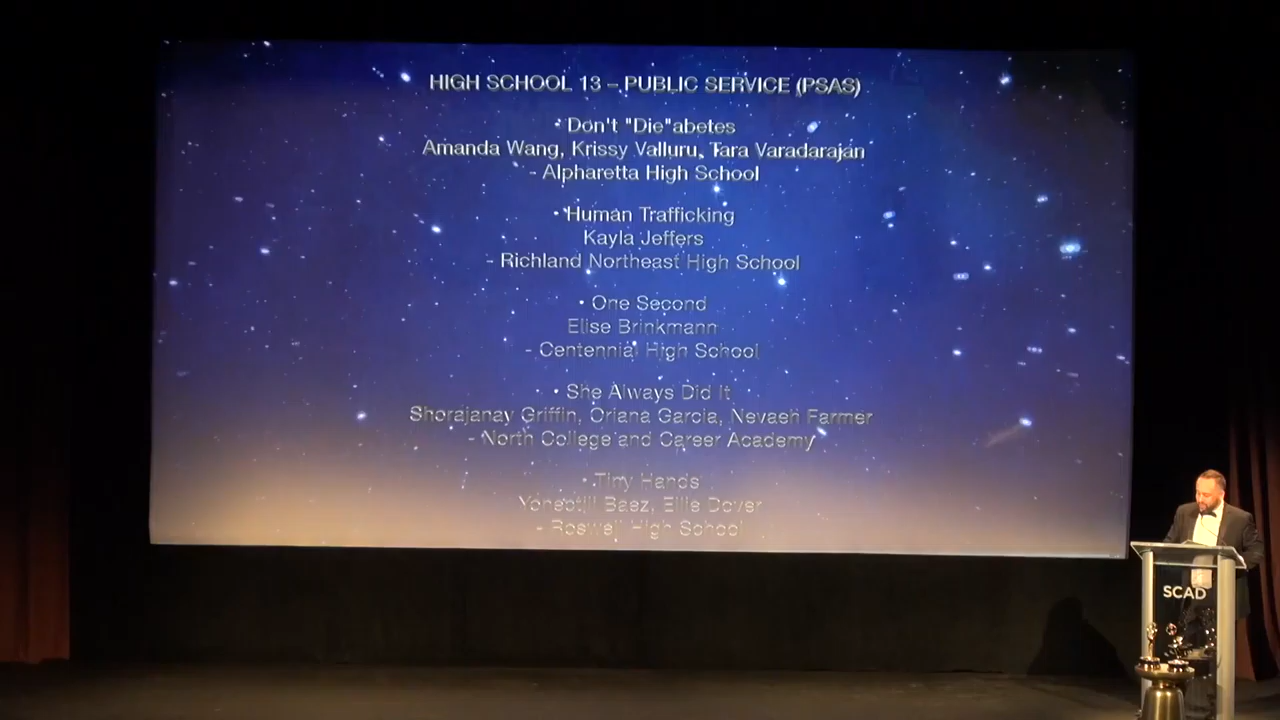 HIGH SCHOOL 13 – PUBLIC SERVICE (PSAS)
• Don't "Die"abetes
Amanda Wang, Krissy Valluru, Tara Varadarajan
- Alpharetta High School
• Human Trafficking
Kayla Jeffers
- Richland Northeast High School
• One Second
Elise Brinkmann
- Centennial High School
• She Always Did It
Shorajanay Griffin, Oriana Garcia, Nevaeh Farmer
- North College and Career Academy
• Tiny Hands
Baez, Ellie Dover
- Roswell High School
SCAD